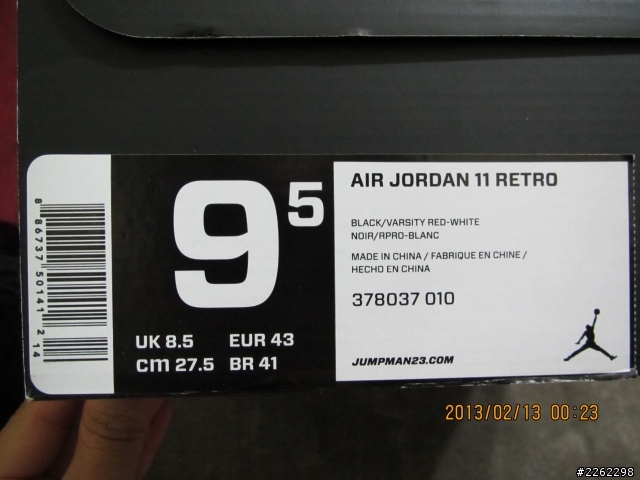 9 5
UK 8.5 EUR 43
cm 27.5 BR 41
AIR JORDAN 11 RETRO
BLACK/VARSITY RED-WHITE
NOIR/RPRO-BLANC
MADE IN CHINA / FABRIQUE EN CHINE /
HECHO EN CHINA
378037 010
JUMPMAN23.COM
8 86737 50141 2 14
2013/02/13 00:23
#2262298